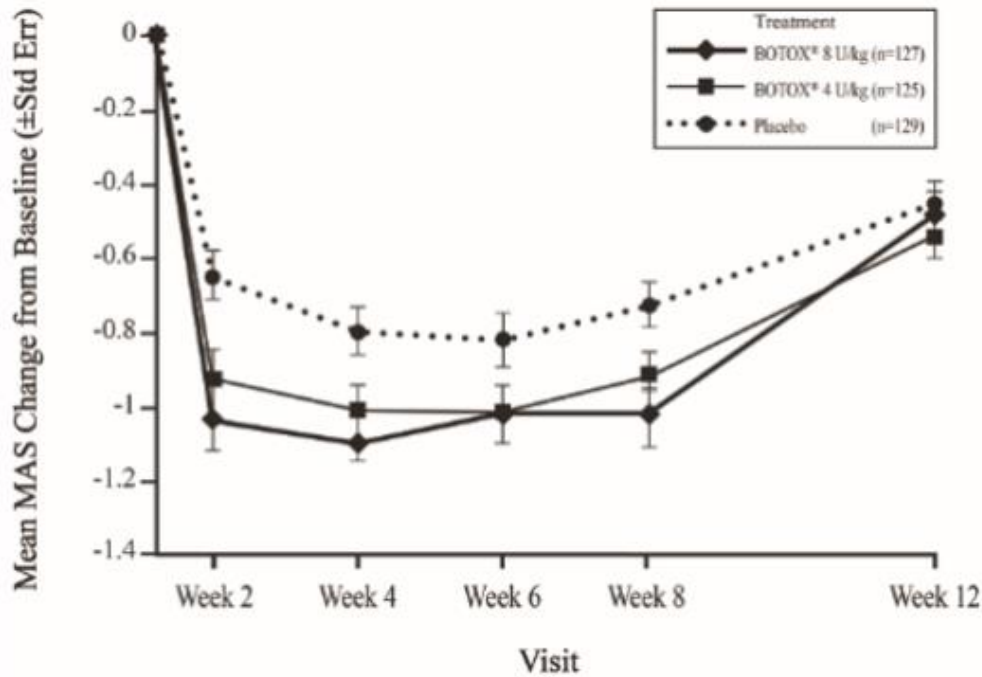 Mean MAS Change from Baseline (±Std Err)
0
-0.2
-0.4
-0.6
-0.8
-1
-1.2
-1.4
Treatment
BOTOX® 8 U/kg (n=127)
BOTOX® 4 U/kg (n=125)
Placebo (n=129)
Week 2
Week 4
Week 6
Week 8
Week 12
Visit